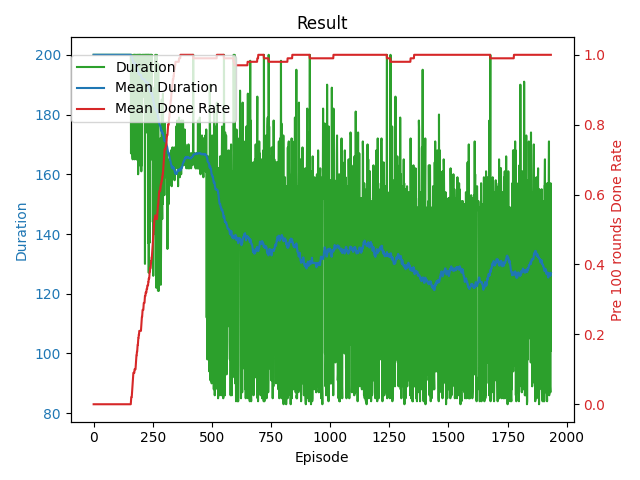 Result
200
180
160
140
120
100
80
Duration
Duration
Mean Duration
Mean Done Rate
1.0
0.8
0.6
0.4
0.2
0.0
Pre 100 rounds Done Rate
0 250 500 750 1000 1250 1500 1750 2000
Episode